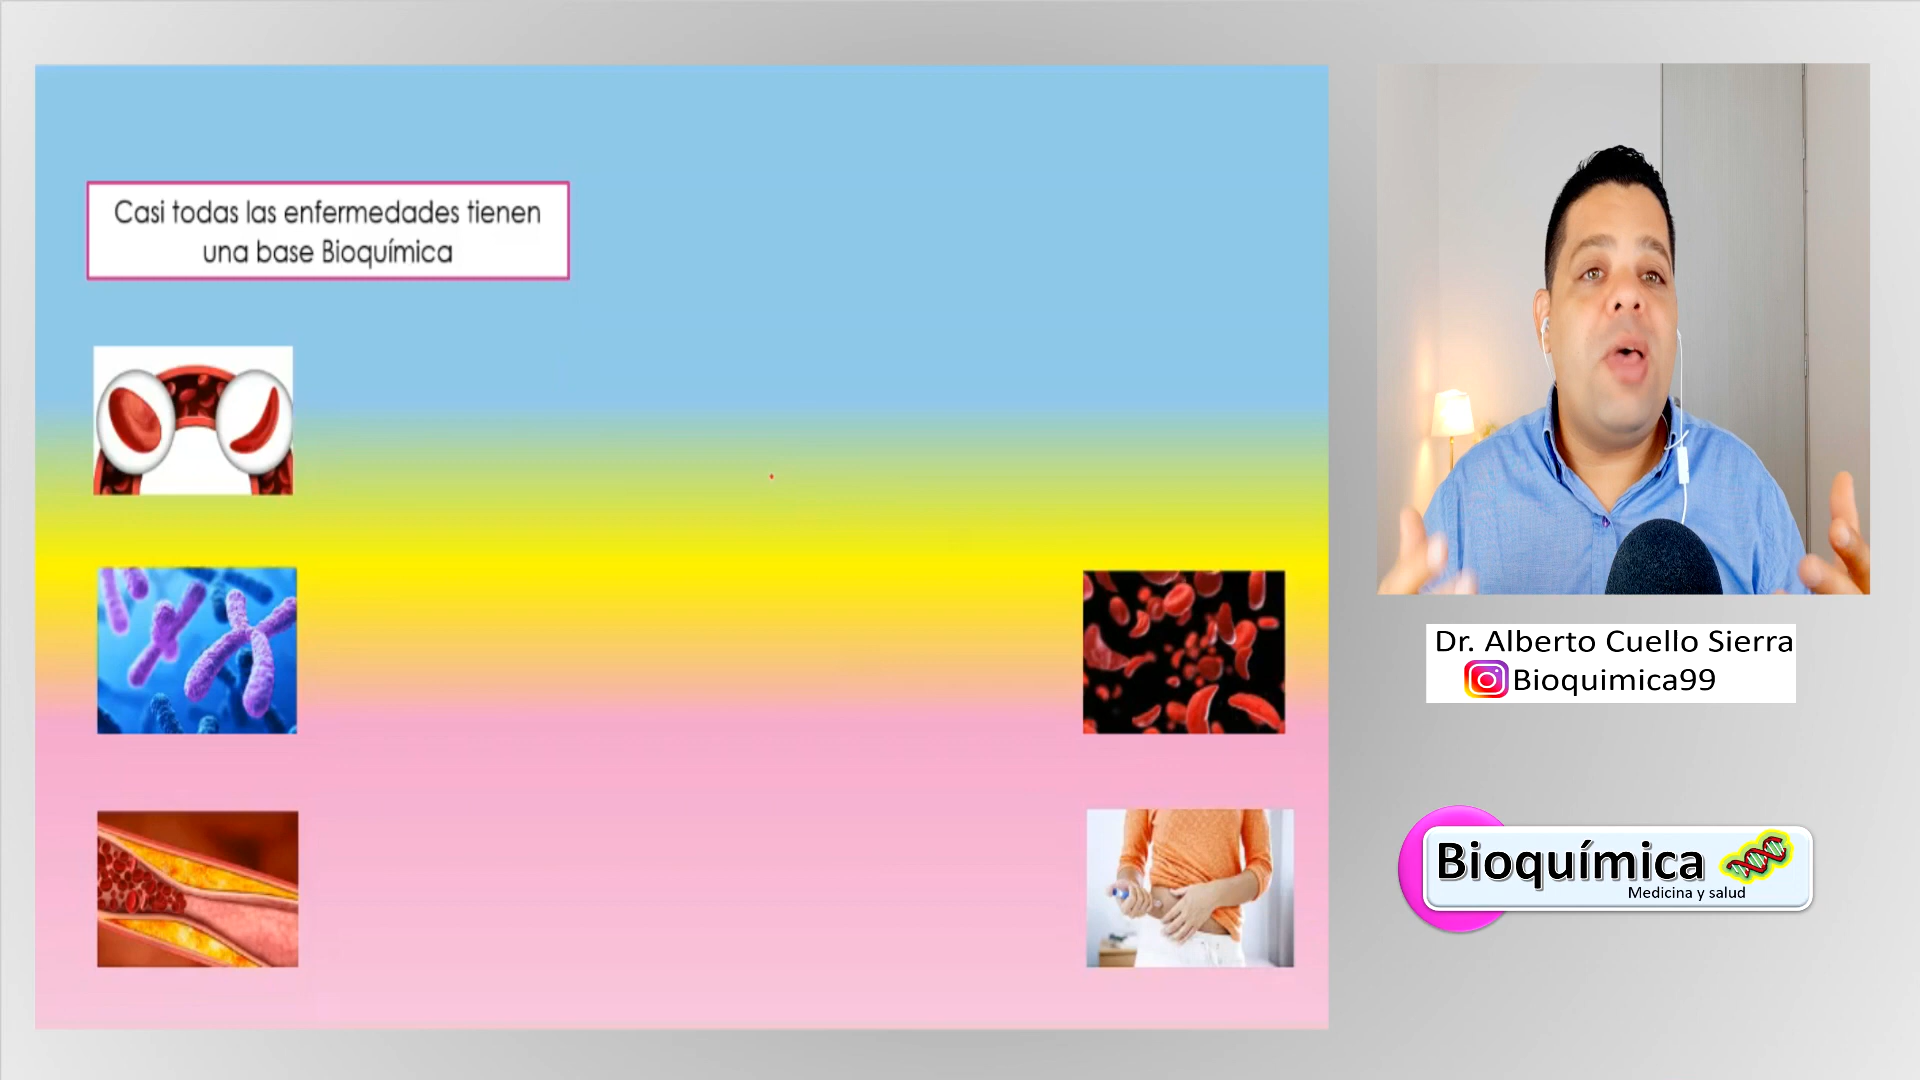 Casi todas las enfermedades tienen
una base Bioquímica
Dr. Alberto Cuello Sierra
Bioquimica99
Bioquímica
Medicina y salud